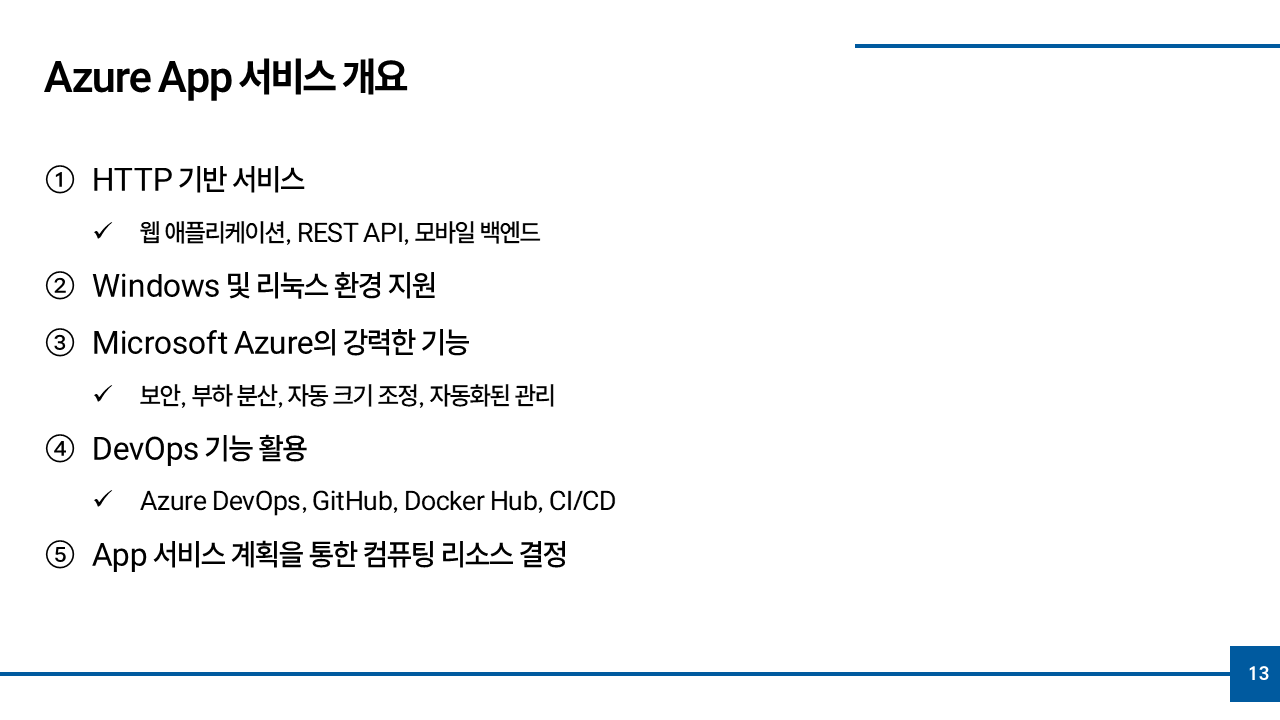 Azure App 서비스 개요
① HTTP 기반 서비스
✓ 웹 애플리케이션, REST API, 모바일 백엔드
② Windows 및 리눅스 환경 지원
③ Microsoft Azure의 강력한 기능
✓ 보안, 부하 분산, 자동 크기 조정, 자동화된 관리
④ DevOps 기능 활용
✓ Azure DevOps, GitHub, Docker Hub, CI/CD
⑤ App 서비스 계획을 통한 컴퓨팅 리소스 결정
13